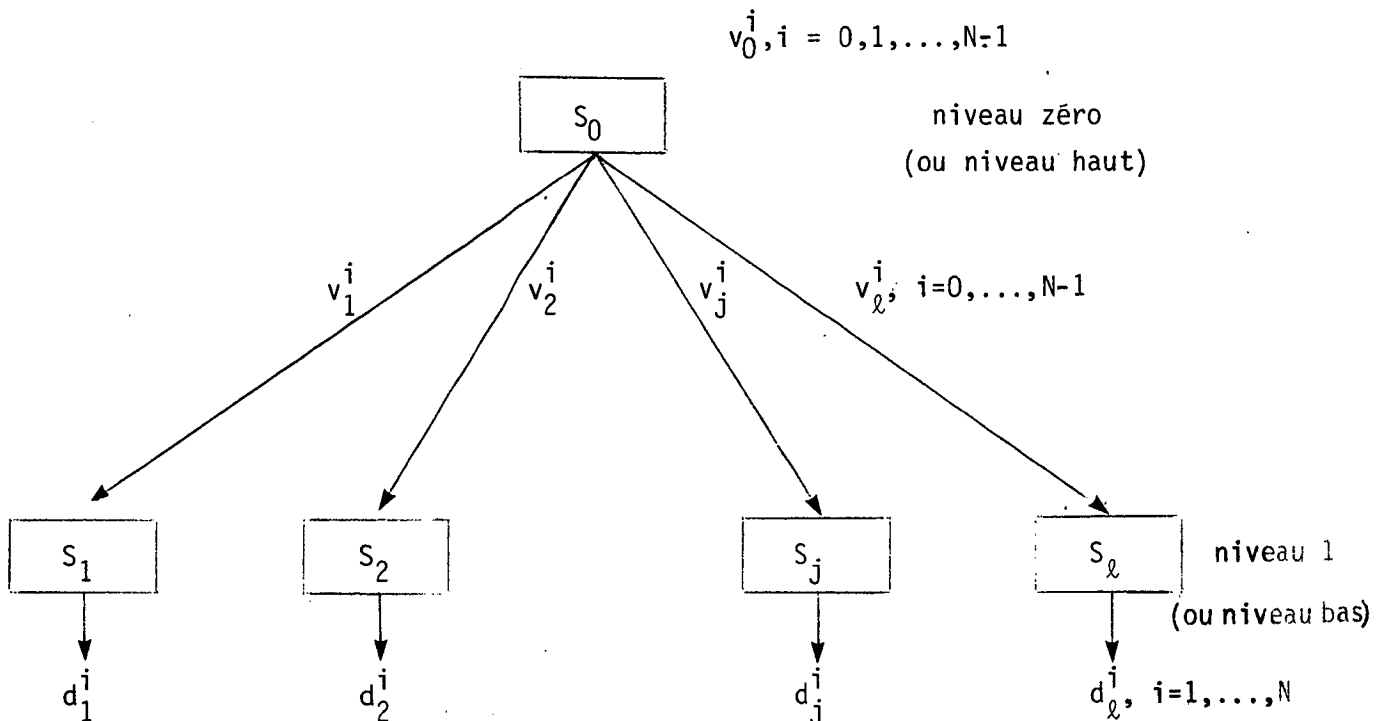 v_0^i, i = 0,1,...,N-1
S_0
niveau zéro
(ou niveau haut)
v_1^i
v_2^i
v_j^i
v_ℓ^i, i=0,...,N-1
S_1
S_2
S_j
S_ℓ
niveau 1
(ou niveau bas)
d_1^i
d_2^i
d_j^i
d_ℓ^i, i=1,...,N